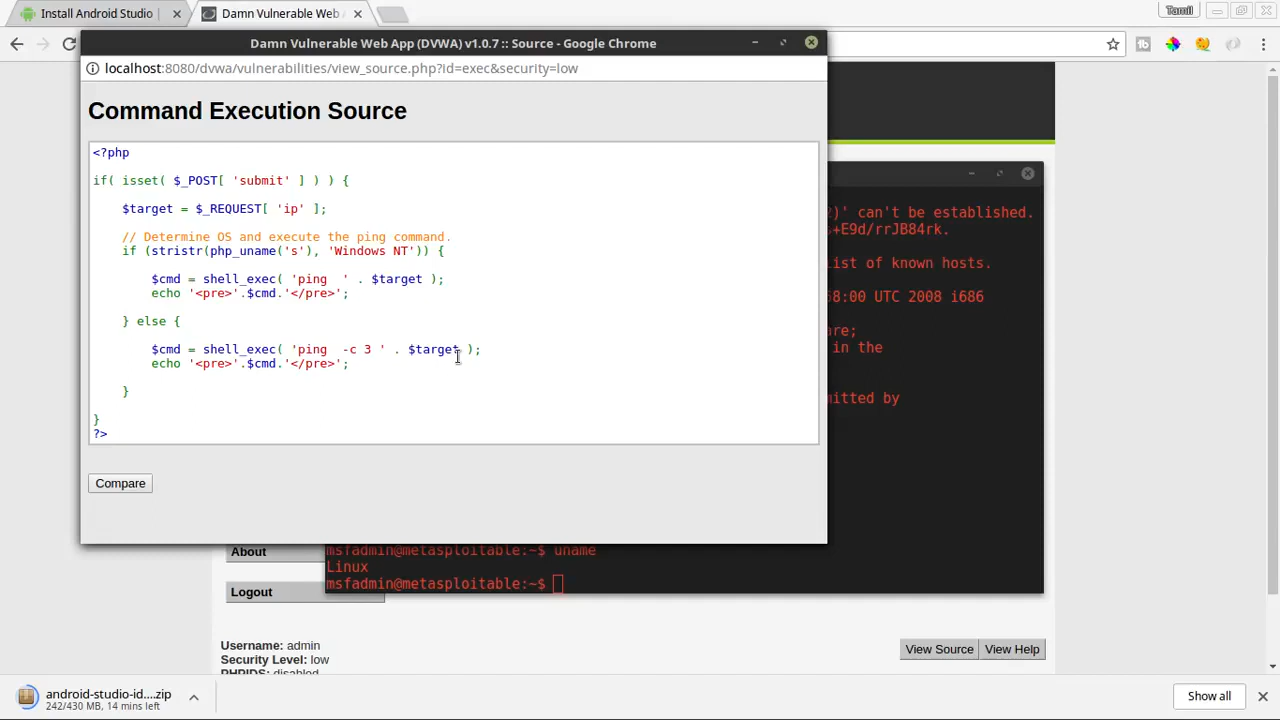 Install Android Studio |
Damn Vulnerable Web A
Tamil
Damn Vulnerable Web App (DVWA) v1.0.7 :: Source - Google Chrome
localhost:8080/dvwa/vulnerabilities/view_source.php?id=exec&security=low
Command Execution Source
<?php
if( isset( $_POST[ 'submit' ] ) ) {
$target = $_REQUEST[ 'ip' ];
// Determine OS and execute the ping command.
if (stristr(php_uname('s'), 'Windows NT')) {
$cmd = shell_exec( 'ping  ' . $target );
echo '<pre>'.$cmd.'</pre>';
} else {
$cmd = shell_exec( 'ping  -c 3 ' . $target );
echo '<pre>'.$cmd.'</pre>';
}
}
?>
Compare
)' can't be established.
s+E9d/rrJB84rk.
ist of known hosts.
58:00 UTC 2008 i686
re;
in the
itted by
msfadmin@metasploitable:~$ uname
Linux
msfadmin@metasploitable:~$
About
Logout
Username: admin
Security Level: low
PHPIDS: disabled
View Source
View Help
android-studio-id....zip
242/430 MB, 14 mins left
Show all